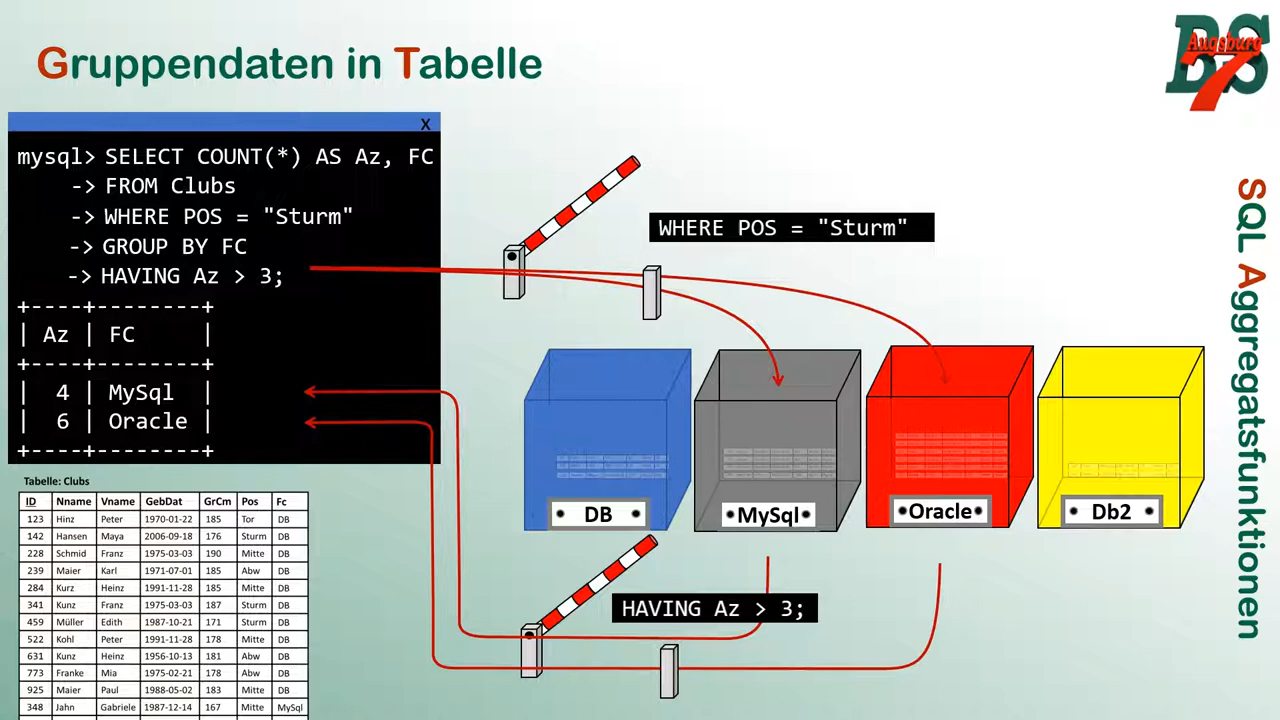 Gruppendaten in Tabelle
BS
Augsburg
7
X
mysql> SELECT COUNT(*) AS Az, FC
-> FROM Clubs
-> WHERE POS = "Sturm"
-> GROUP BY FC
-> HAVING Az > 3;
+----+--------+
| Az | FC |
+----+--------+
| 4 | MySql |
| 6 | Oracle |
+----+--------+
WHERE POS = "Sturm"
DB
MySql
Oracle
Db2
HAVING Az > 3;
SQL Aggregatsfunktionen
Tabelle: Clubs
ID Nname Vname GebDat GrCm Pos Fc
123 Hinz Peter 1970-01-22 185 Tor DB
142 Hansen Maya 2006-09-18 176 Sturm DB
228 Schmid Franz 1975-03-03 190 Mitte DB
239 Maier Karl 1971-07-01 185 Abw DB
284 Kurz Heinz 1991-11-28 185 Mitte DB
341 Kunz Franz 1975-03-03 187 Sturm DB
459 Müller Edith 1987-10-21 171 Sturm DB
522 Kohl Peter 1991-11-28 178 Mitte DB
631 Kunz Heinz 1956-10-13 181 Abw DB
773 Franke Mia 1975-02-21 178 Abw DB
925 Maier Paul 1988-05-02 183 Mitte DB
348 Jahn Gabriele 1987-12-14 167 Mitte MySql